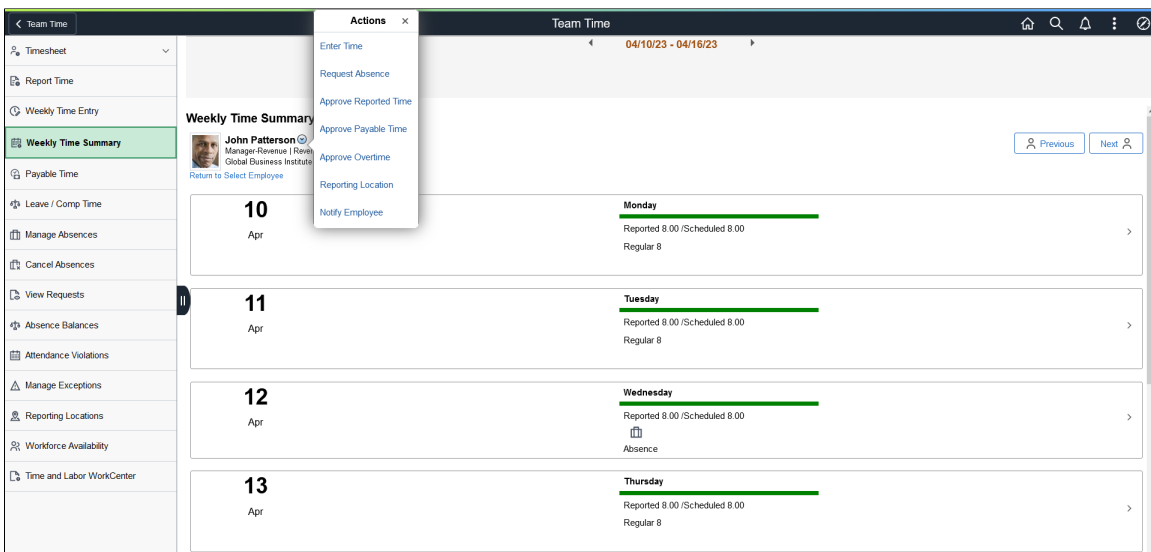 Team Time
Team Time
04/10/23 - 04/16/23
Timesheet
Report Time
Weekly Time Entry
Weekly Time Summary
Payable Time
Leave / Comp Time
Manage Absences
Cancel Absences
View Requests
Absence Balances
Attendance Violations
Manage Exceptions
Reporting Locations
Workforce Availability
Time and Labor WorkCenter
Actions ×
Enter Time
Request Absence
Approve Reported Time
Approve Payable Time
Approve Overtime
Reporting Location
Notify Employee
Weekly Time Summary
John Patterson
Manager-Revenue |
Global Business Institute
Return to Select Employee
Previous
Next
10
Apr
Monday
Reported 8.00 /Scheduled 8.00
Regular 8
11
Apr
Tuesday
Reported 8.00 /Scheduled 8.00
Regular 8
12
Apr
Wednesday
Reported 8.00 /Scheduled 8.00
Absence
13
Apr
Thursday
Reported 8.00 /Scheduled 8.00
Regular 8